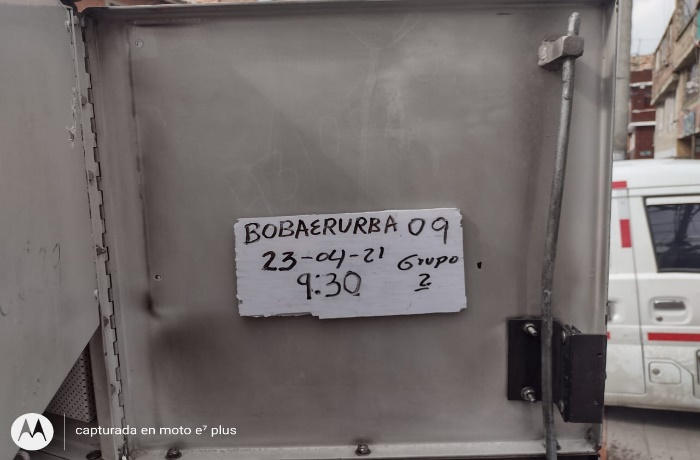 BOBAERURBA 09
23-04-21 Grupo
9:30 2
capturada en moto e⁷ plus